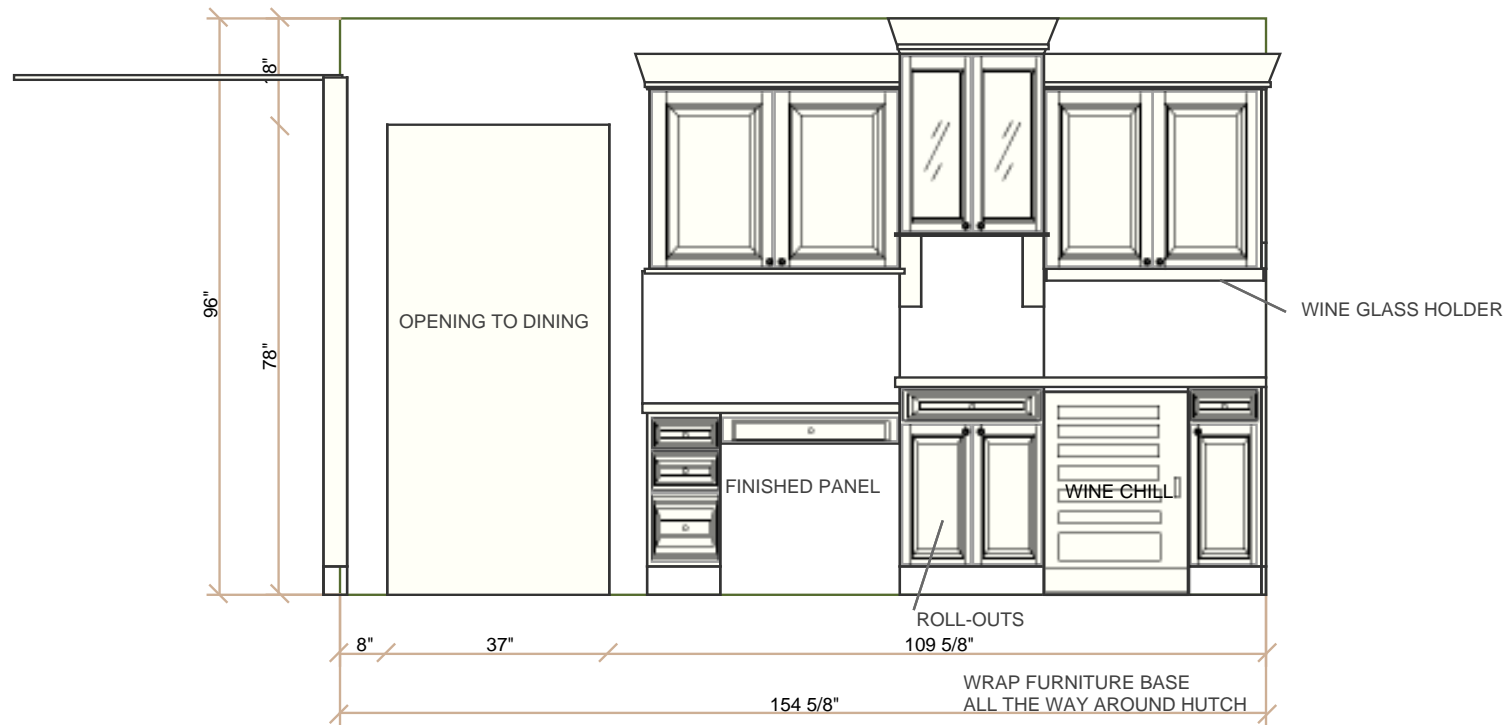 18"
96"
78"
OPENING TO DINING
WINE GLASS HOLDER
FINISHED PANEL
WINE CHILL
ROLL-OUTS
8"
37"
109 5/8"
WRAP FURNITURE BASE
ALL THE WAY AROUND HUTCH
154 5/8"